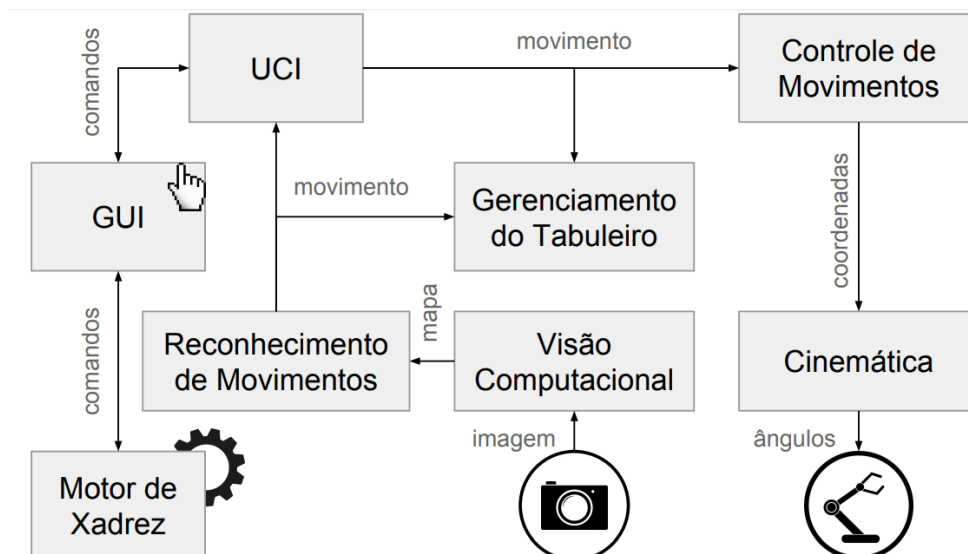 comandos
UCI
movimento
Controle de
Movimentos
GUI
movimento
Gerenciamento
do Tabuleiro
coordenadas
comandos
Reconhecimento
de Movimentos
mapa
Visão
Computacional
Cinemática
imagem
ângulos
Motor de
Xadrez